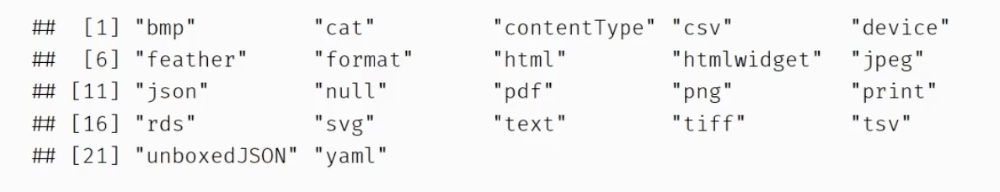 ##  [1] "bmp"         "cat"         "contentType" "csv"         "device"
##  [6] "feather"     "format"      "html"        "htmlwidget"  "jpeg"
## [11] "json"        "null"        "pdf"         "png"         "print"
## [16] "rds"         "svg"         "text"        "tiff"        "tsv"
## [21] "unboxedJSON" "yaml"